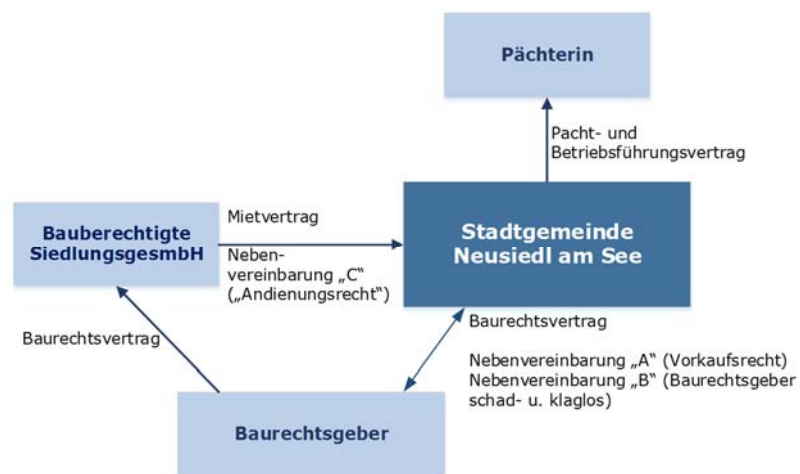 Pächterin
Pacht- und
Betriebsführungsvertrag
Bauberechtigte
SiedlungsgesmbH
Mietvertrag
Neben-
vereinbarung „C“
(„Andienungsrecht“)
Stadtgemeinde
Neusiedl am See
Baurechtsvertrag
Baurechtsvertrag
Nebenvereinbarung „A“ (Vorkaufsrecht)
Nebenvereinbarung „B“ (Baurechtsgeber
schad- u. klaglos)
Baurechtsgeber